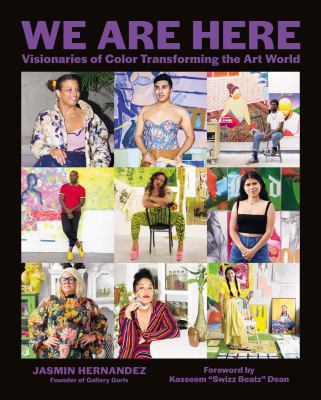 WE ARE HERE
Visionaries of Color Transforming the Art World
JASMIN HERNANDEZ
Founder of Gallery Gurls
Foreword by
Kasseem “Swizz Beatz” Dean